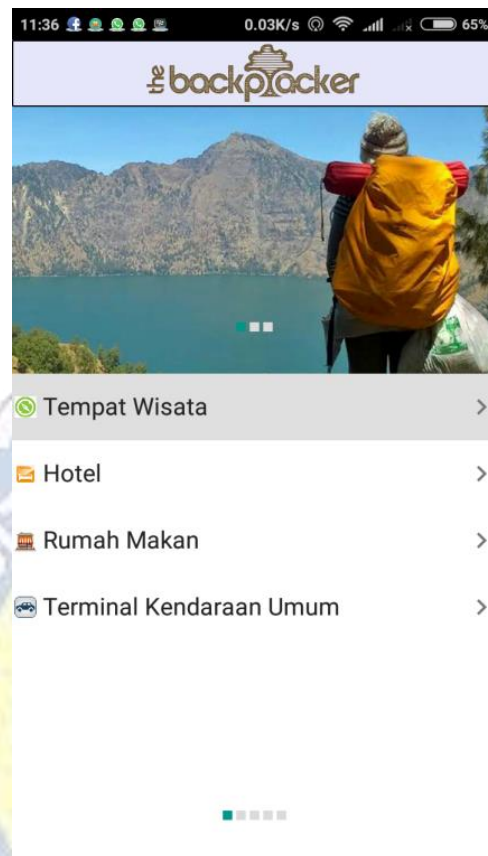 11:36 0.03K/s 65%
the backpacker
Tempat Wisata
Hotel
Rumah Makan
Terminal Kendaraan Umum